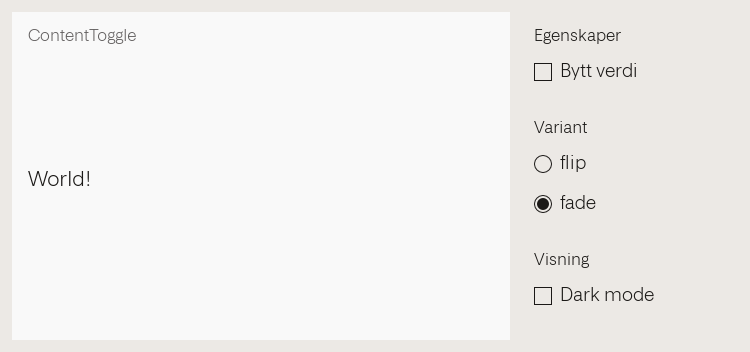 ContentToggle
World!
Egenskaper
Bytt verdi
Variant
flip
fade
Visning
Dark mode